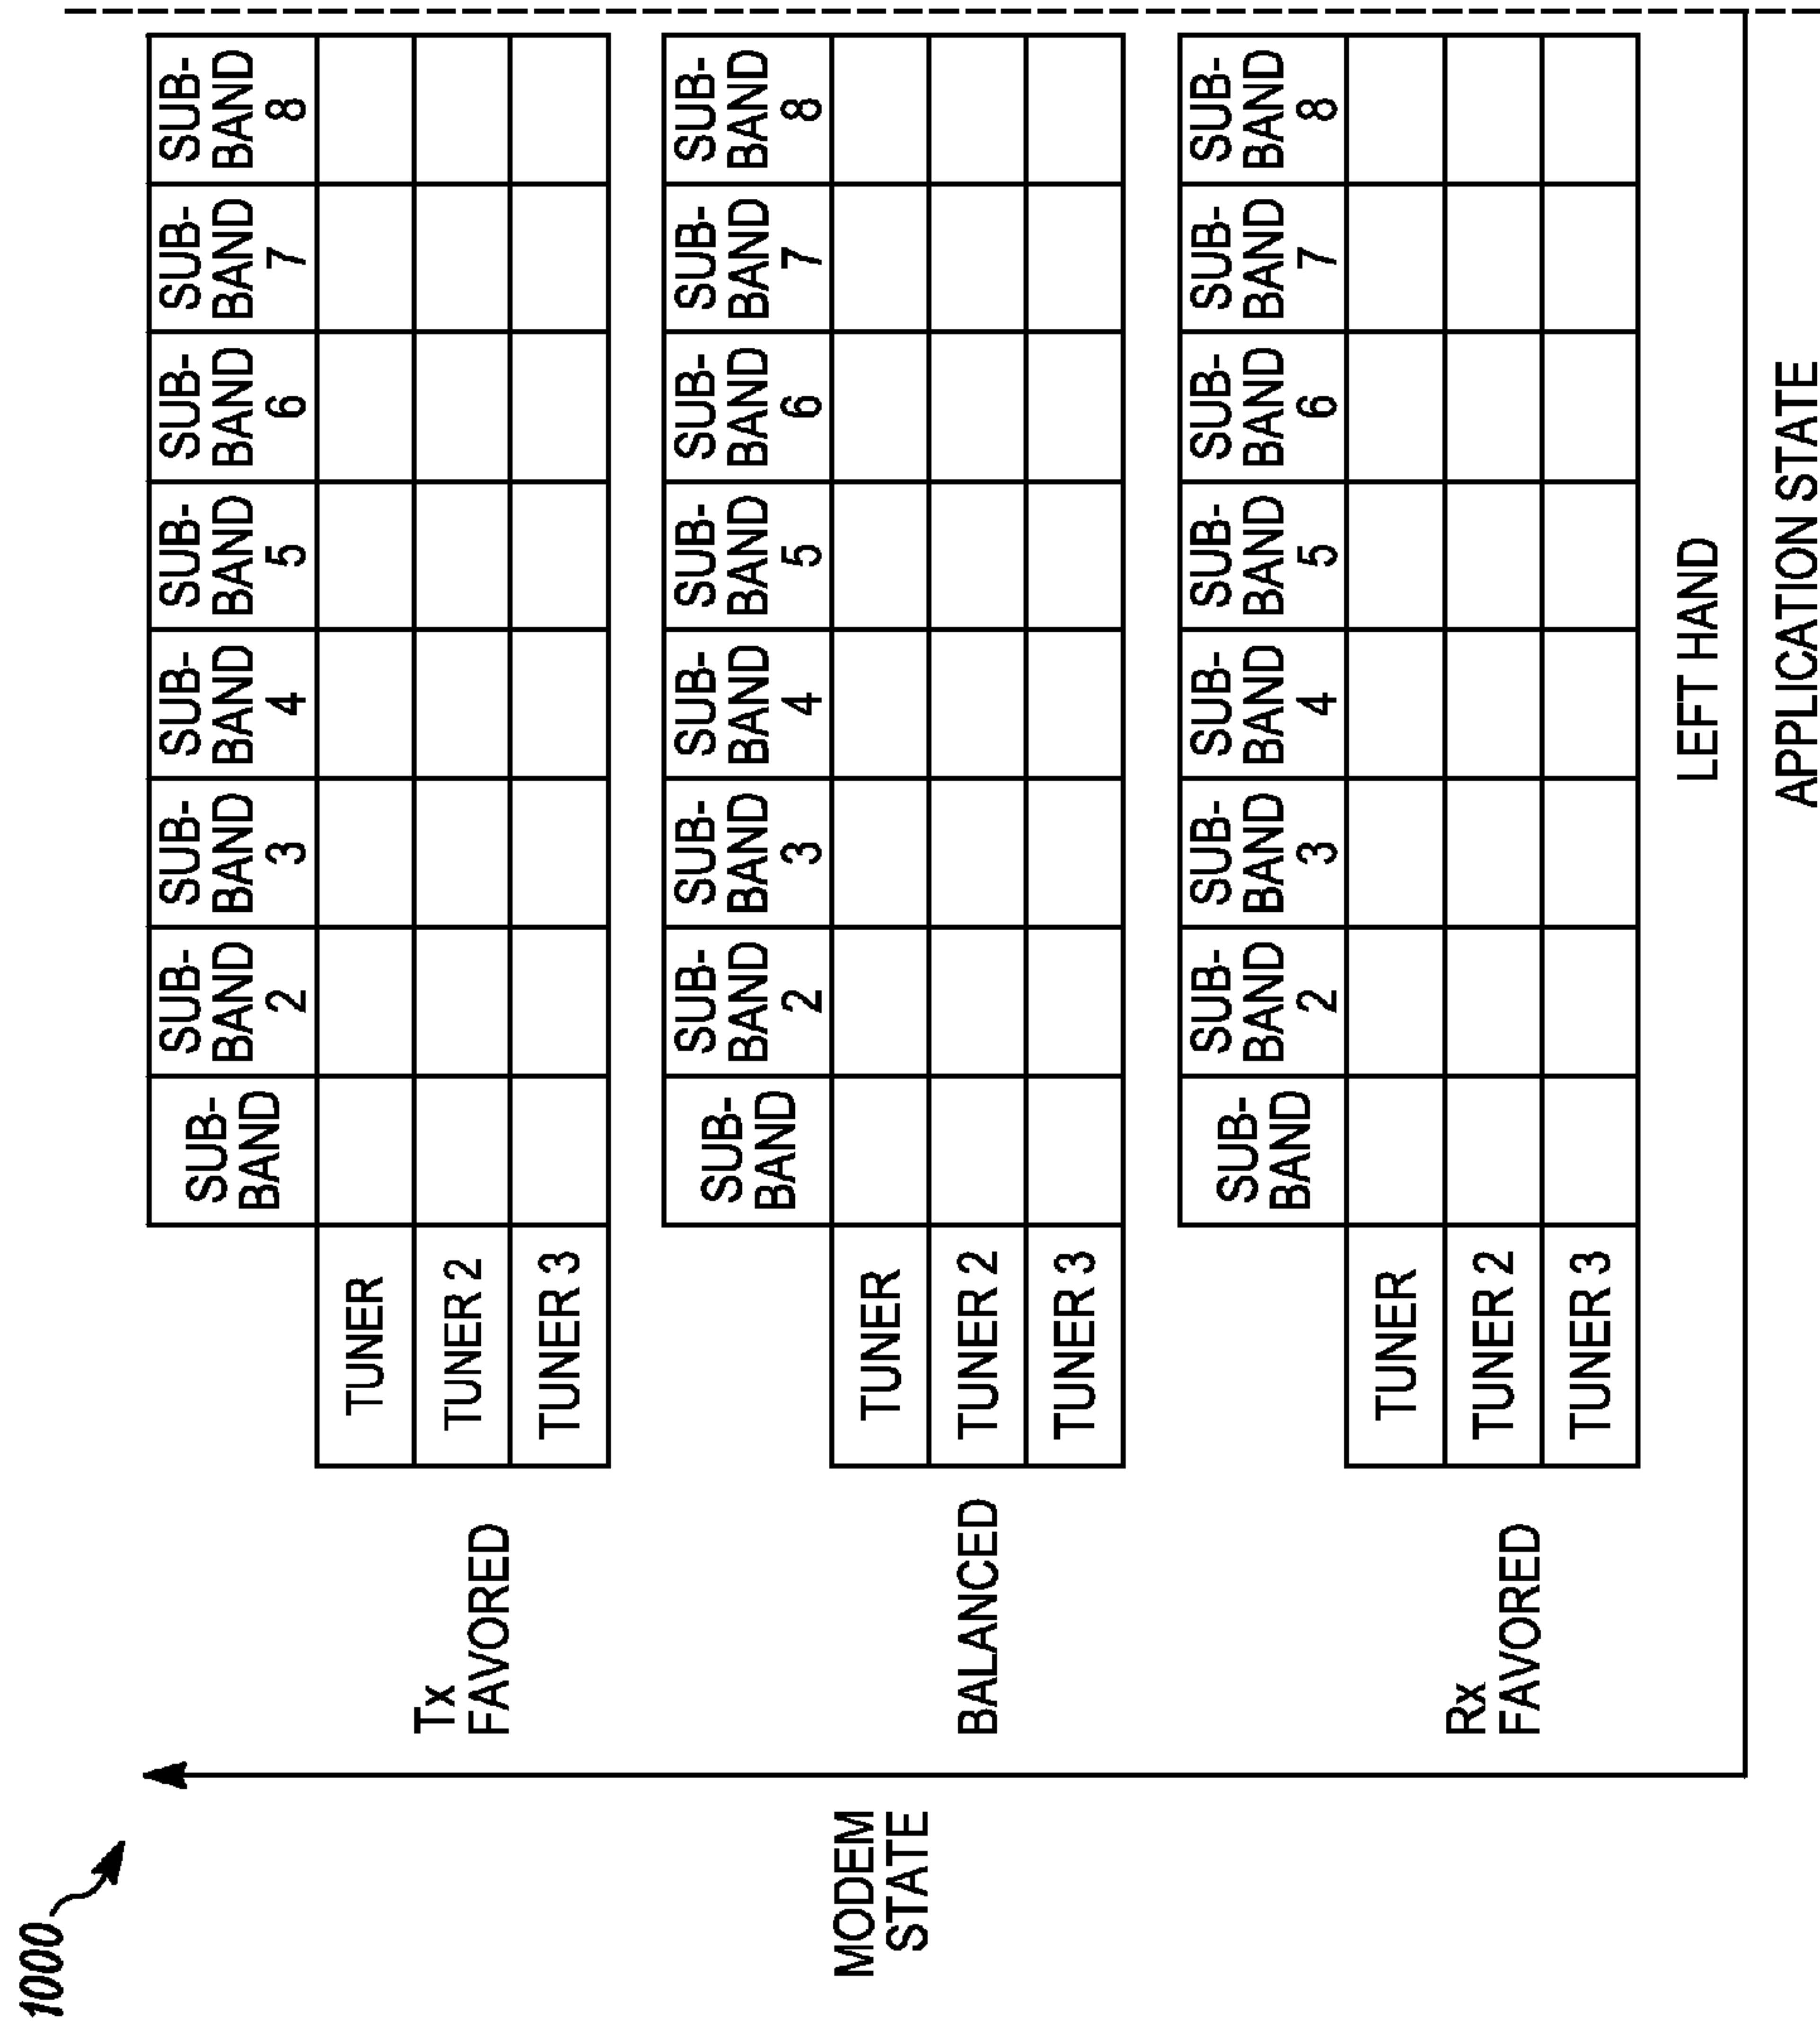 1000
MODEM
STATE
Tx
FAVORED
SUB-
BAND
SUB-
BAND
2
SUB-
BAND
3
SUB-
BAND
4
SUB-
BAND
5
SUB-
BAND
6
SUB-
BAND
7
SUB-
BAND
8
TUNER
TUNER 2
TUNER 3
BALANCED
SUB-
BAND
SUB-
BAND
2
SUB-
BAND
3
SUB-
BAND
4
SUB-
BAND
5
SUB-
BAND
6
SUB-
BAND
7
SUB-
BAND
8
TUNER
TUNER 2
TUNER 3
Rx
FAVORED
SUB-
BAND
SUB-
BAND
2
SUB-
BAND
3
SUB-
BAND
4
SUB-
BAND
5
SUB-
BAND
6
SUB-
BAND
7
SUB-
BAND
8
TUNER
TUNER 2
TUNER 3
LEFT HAND
APPLICATION STATE